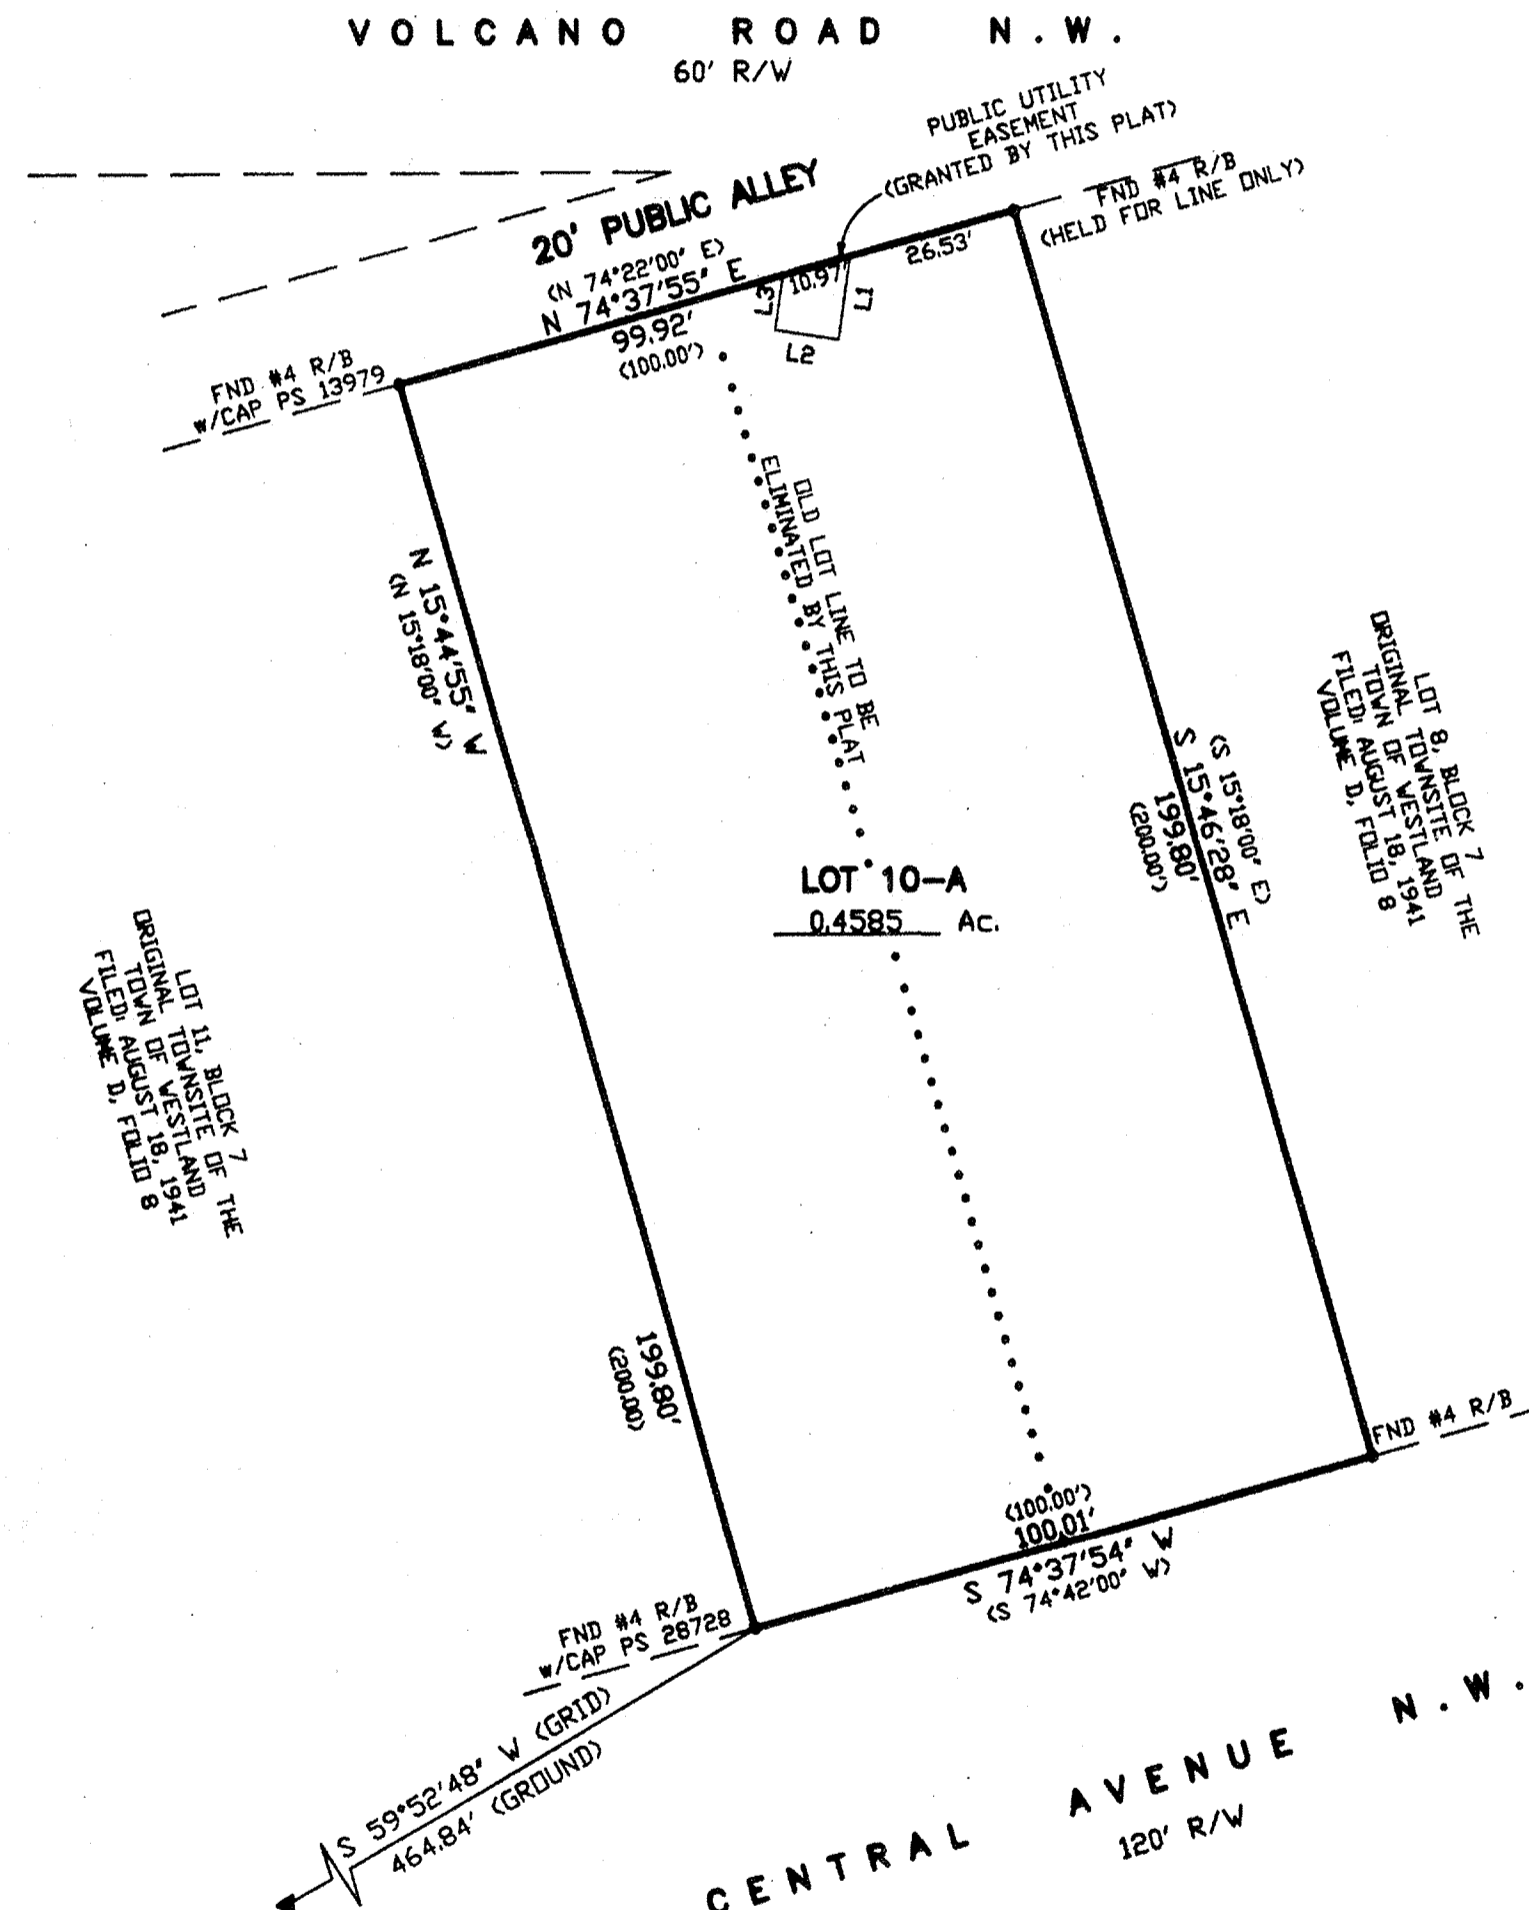 VOLCANO ROAD N.W.
60' R/W
PUBLIC UTILITY
EASEMENT
(GRANTED BY THIS PLAT)
20' PUBLIC ALLEY
FND #4 R/B
(HELD FOR LINE ONLY)
(N 74°22'00" E)
N 74°37'55" E
99.92'
(100.00')
26.53'
10.97'
L3
L1
L2
FND #4 R/B
w/CAP PS 13979
OLD LOT LINE TO BE
ELIMINATED BY THIS PLAT
N 15°44'55" W
(N 15°18'00" W)
199.80'
(200.00)
(S 15°18'00" E)
S 15°46'28" E
199.80'
(200.00')
LOT 8, BLOCK 7
ORIGINAL TOWNSITE OF THE
TOWN OF WESTLAND
FILED: AUGUST 18, 1941
VOLUME D, FOLIO 8
LOT 10-A
0.4585 Ac.
LOT 11, BLOCK 7
ORIGINAL TOWNSITE OF THE
TOWN OF WESTLAND
FILED: AUGUST 18, 1941
VOLUME D, FOLIO 8
FND #4 R/B
(100.00')
100.01'
S 74°37'54" W
(S 74°42'00" W)
FND #4 R/B
w/CAP PS 28728
S 59°52'48" W (GRID)
464.84' (GROUND)
CENTRAL AVENUE N.W.
120' R/W